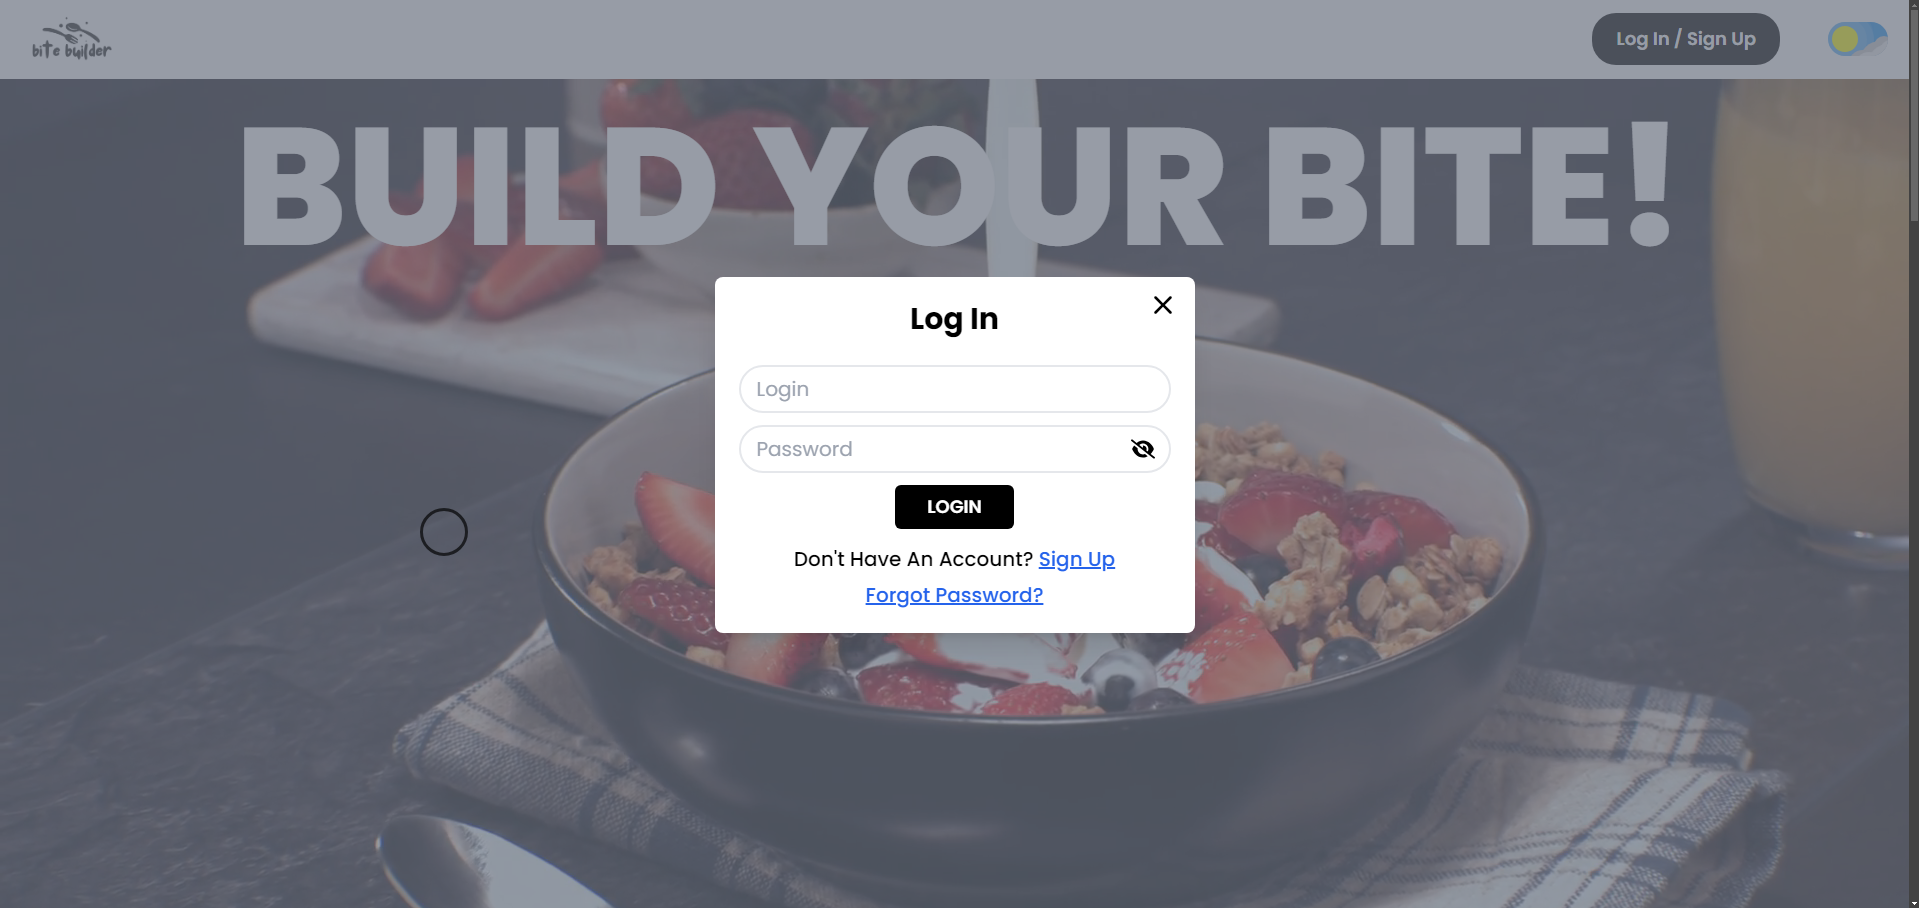 bite builder
Log In / Sign Up
BUILD YOUR BITE!
Log In
Login
Password
LOGIN
Don't Have An Account? Sign Up
Forgot Password?